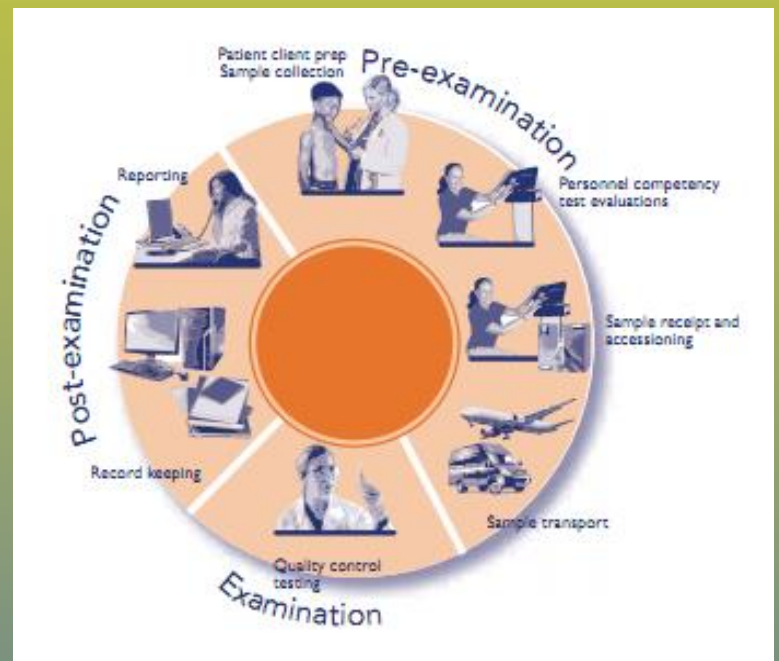 Patient client prep
Sample collection
Pre-examination
Personnel competency
test evaluations
Sample receipt and
accessioning
Sample transport
Quality control
testing
Examination
Record keeping
Post-examination
Reporting